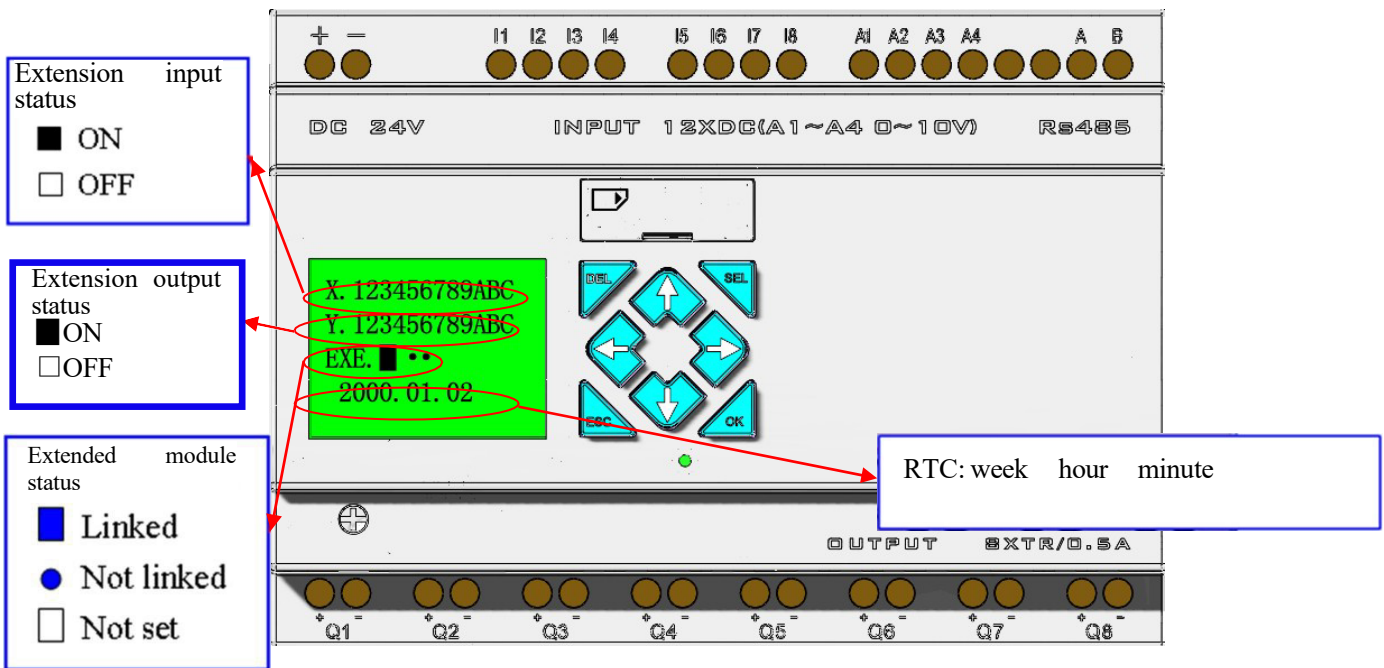 + - I1 I2 I3 I4 I5 I6 I7 I8 A1 A2 A3 A4 A B
DC 24V INPUT 12XDC(A1~A4 0~10V) Rs485
Extension input
status
ON
OFF
Extension output
status
ON
OFF
Extended module
status
Linked
Not linked
Not set
X.123456789ABC
Y.123456789ABC
EXE.
2000.01.02
DEL SEL
ESC OK
RTC: week hour minute
OUTPUT 8XTR/0.5A
+ - + - + - + - + - + - + - + -
Q1 Q2 Q3 Q4 Q5 Q6 Q7 Q8